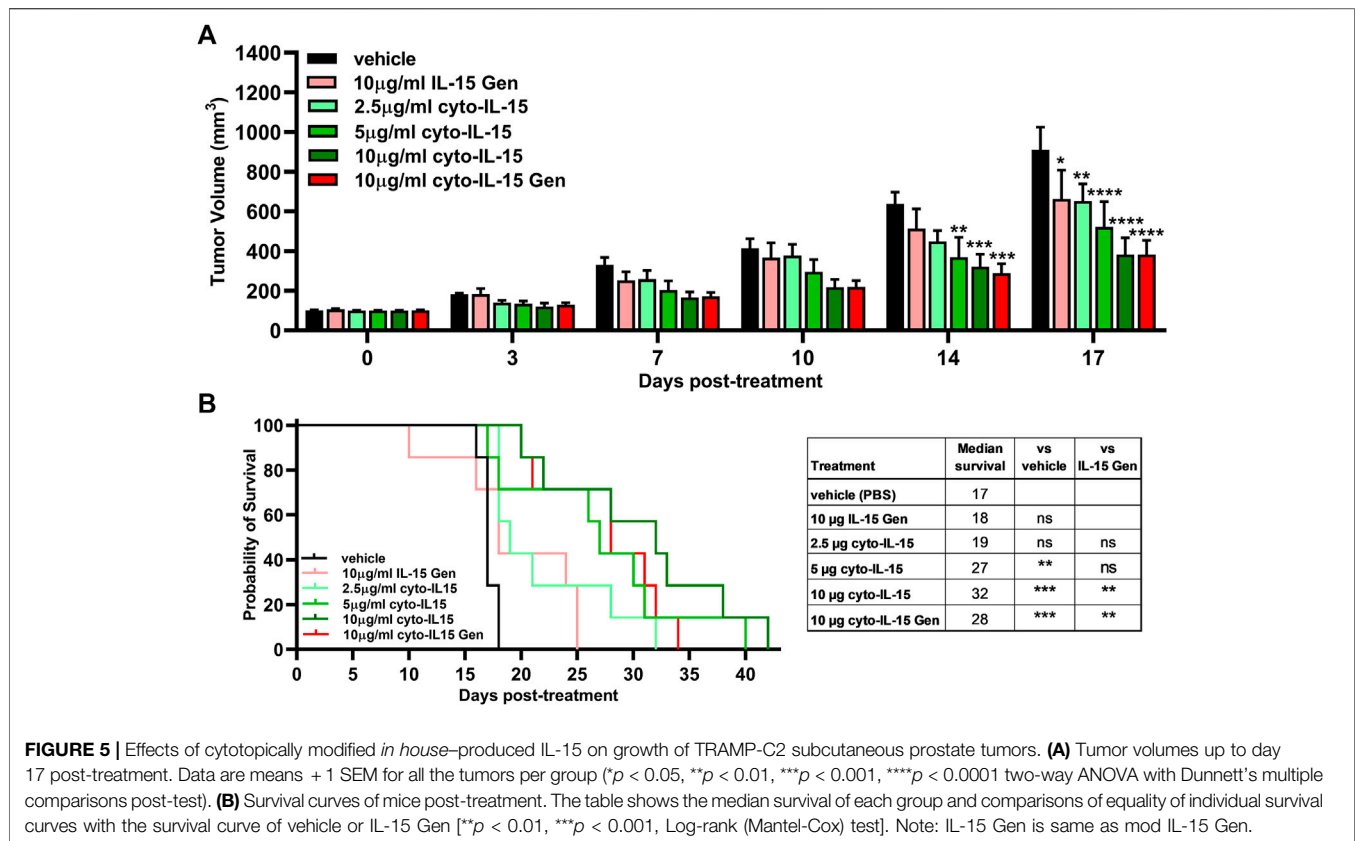 A
1400
1200
1000
800
600
400
200
0
Tumor Volume (mm3)
vehicle
10μg/ml IL-15 Gen
2.5μg/ml cyto-IL-15
5μg/ml cyto-IL-15
10μg/ml cyto-IL-15
10μg/ml cyto-IL-15 Gen
** *** ***
* ** **** **** ****
0 3 7 10 14 17
Days post-treatment
B
100
80
60
40
20
0
Probability of Survival
vehicle
10μg/ml IL-15 Gen
2.5μg/ml cyto-IL15
5μg/ml cyto-IL15
10μg/ml cyto-IL15
10μg/ml cyto-IL15 Gen
0 5 10 15 20 25 30 35 40
Days post-treatment
Treatment Median survival vs vehicle vs IL-15 Gen
vehicle (PBS) 17
10 μg IL-15 Gen 18 ns
2.5 μg cyto-IL-15 19 ns ns
5 μg cyto-IL-15 27 ** ns
10 μg cyto-IL-15 32 *** **
10 μg cyto-IL-15 Gen 28 *** **
FIGURE 5 | Effects of cytotopically modified in house–produced IL-15 on growth of TRAMP-C2 subcutaneous prostate tumors. (A) Tumor volumes up to day
17 post-treatment. Data are means + 1 SEM for all the tumors per group (*p < 0.05, **p < 0.01, ***p < 0.001, ****p < 0.0001 two-way ANOVA with Dunnett's multiple
comparisons post-test). (B) Survival curves of mice post-treatment. The table shows the median survival of each group and comparisons of equality of individual survival
curves with the survival curve of vehicle or IL-15 Gen [**p < 0.01, ***p < 0.001, Log-rank (Mantel-Cox) test]. Note: IL-15 Gen is same as mod IL-15 Gen.